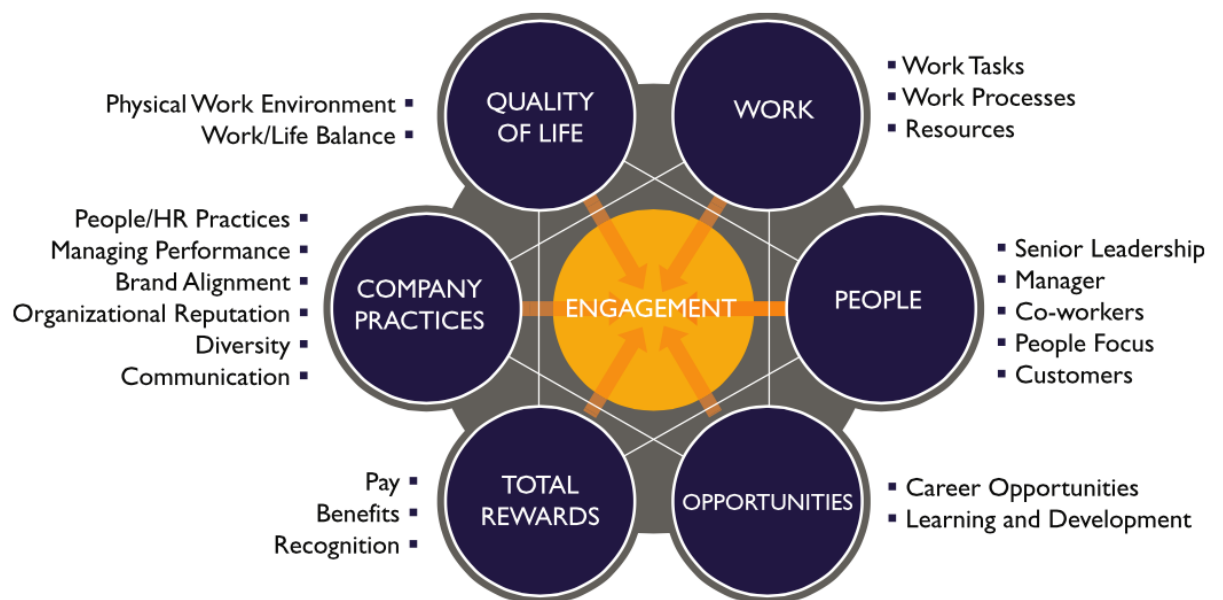 QUALITY
OF LIFE
Physical Work Environment
Work/Life Balance
WORK
Work Tasks
Work Processes
Resources
COMPANY
PRACTICES
People/HR Practices
Managing Performance
Brand Alignment
Organizational Reputation
Diversity
Communication
ENGAGEMENT
PEOPLE
Senior Leadership
Manager
Co-workers
People Focus
Customers
TOTAL
REWARDS
Pay
Benefits
Recognition
OPPORTUNITIES
Career Opportunities
Learning and Development